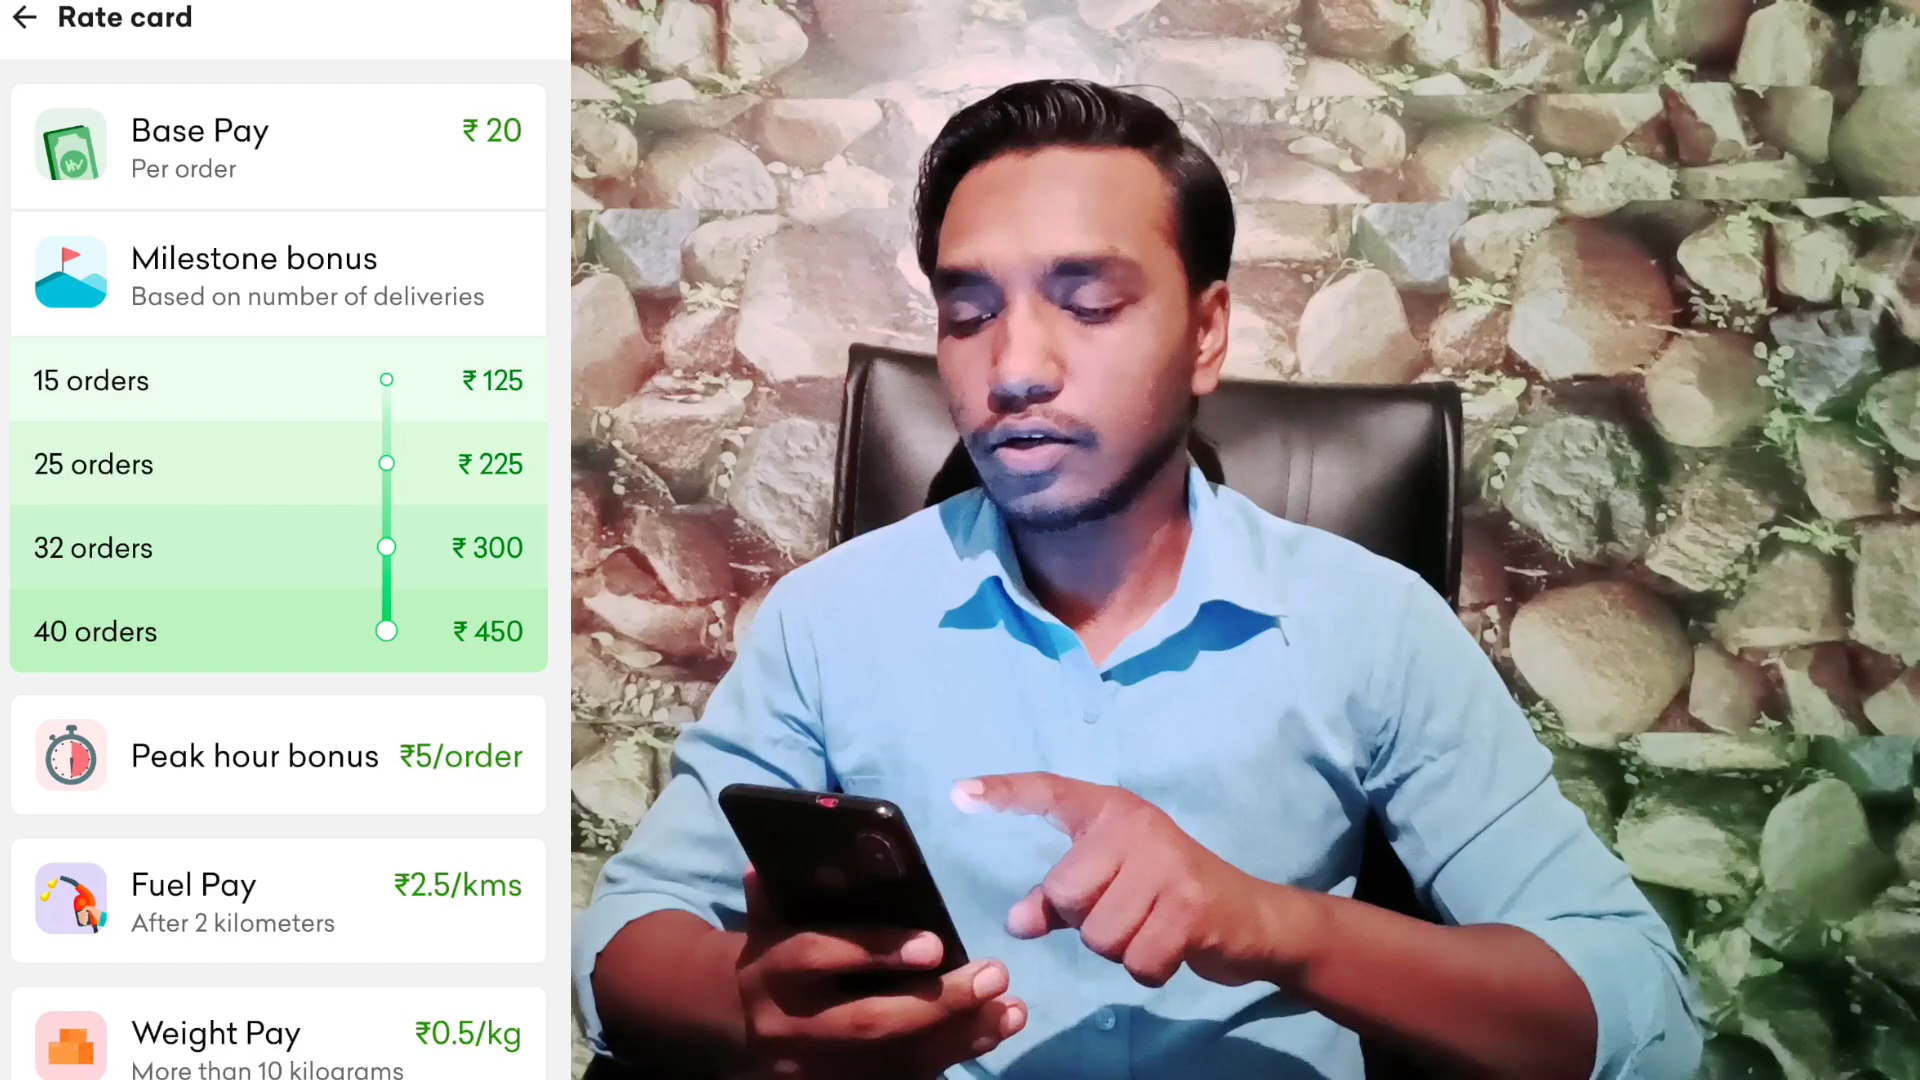 Rate card
Base Pay ₹ 20
Per order
Milestone bonus
Based on number of deliveries
15 orders ₹ 125
25 orders ₹ 225
32 orders ₹ 300
40 orders ₹ 450
Peak hour bonus ₹5/order
Fuel Pay ₹2.5/kms
After 2 kilometers
Weight Pay ₹0.5/kg
More than 10 kilograms